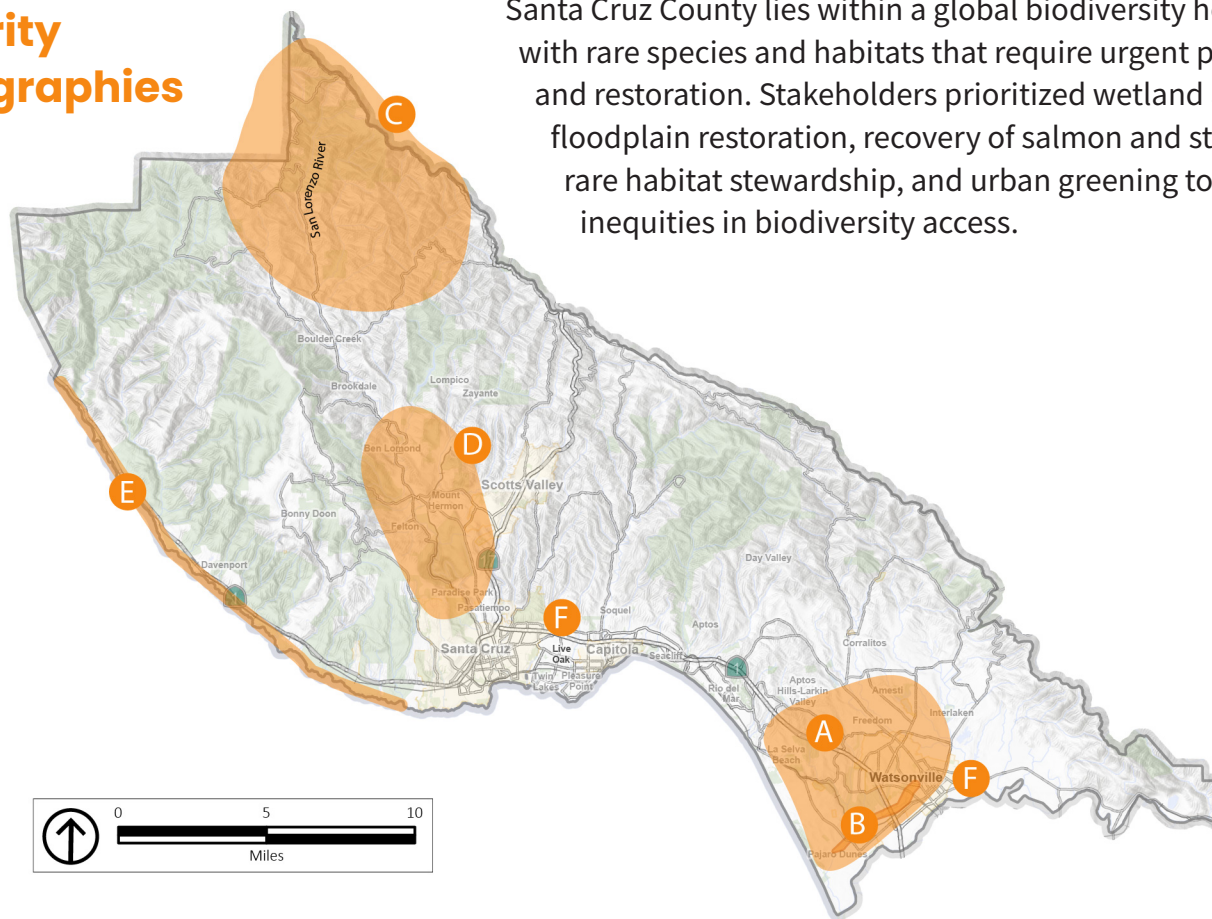 rity
graphies
Santa Cruz County lies within a global biodiversity h
with rare species and habitats that require urgent p
and restoration. Stakeholders prioritized wetland
floodplain restoration, recovery of salmon and st
rare habitat stewardship, and urban greening to
inequities in biodiversity access.
C
San Lorenzo River
Boulder Creek
Brookdale
Lompico
Zayante
Ben Lomond
D
Scotts Valley
E
Mount
Hermon
Bonny Doon
Felton
Davenport
17
1
Paradise Park
Pasatiempo
F
Soquel
Day Valley
Santa Cruz
Live
Oak
Capitola
Seacliff
Aptos
Corralitos
Twin
Lakes
Pleasure
Point
1
Rio del
Mar
Aptos
Hills-Larkin
Valley
Amesti
Interlaken
Freedom
A
La Selva
Beach
Watsonville
F
B
Pajaro Dunes
0 5 10
Miles